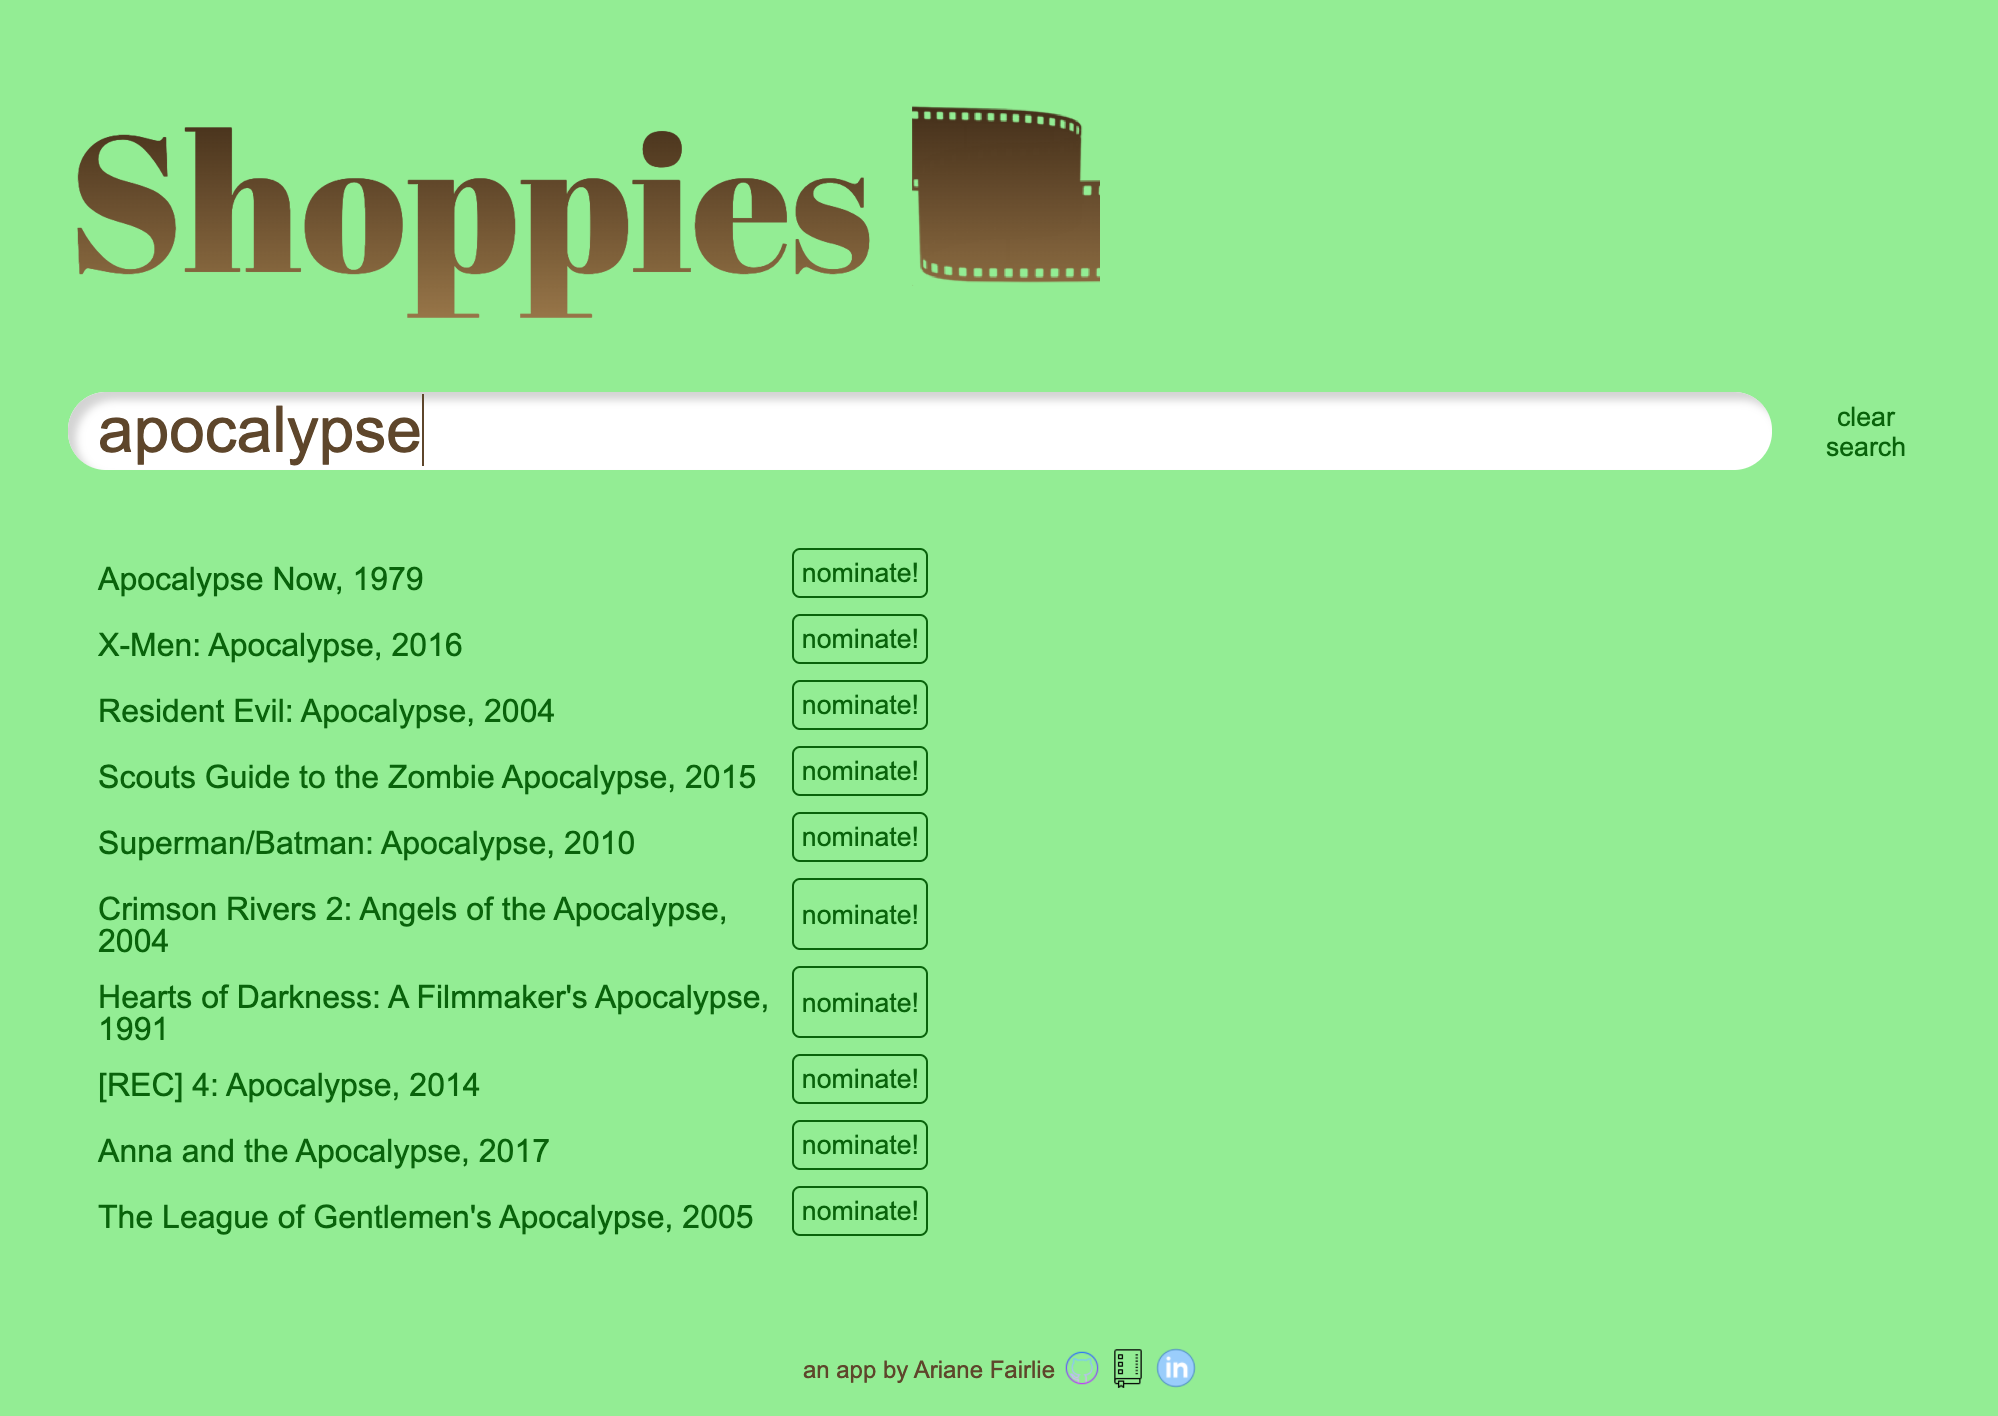 Shoppies
apocalypse
clear
search
Apocalypse Now, 1979
nominate!
X-Men: Apocalypse, 2016
nominate!
Resident Evil: Apocalypse, 2004
nominate!
Scouts Guide to the Zombie Apocalypse, 2015
nominate!
Superman/Batman: Apocalypse, 2010
nominate!
Crimson Rivers 2: Angels of the Apocalypse,
2004
nominate!
Hearts of Darkness: A Filmmaker's Apocalypse,
1991
nominate!
[REC] 4: Apocalypse, 2014
nominate!
Anna and the Apocalypse, 2017
nominate!
The League of Gentlemen's Apocalypse, 2005
nominate!
an app by Ariane Fairlie
in